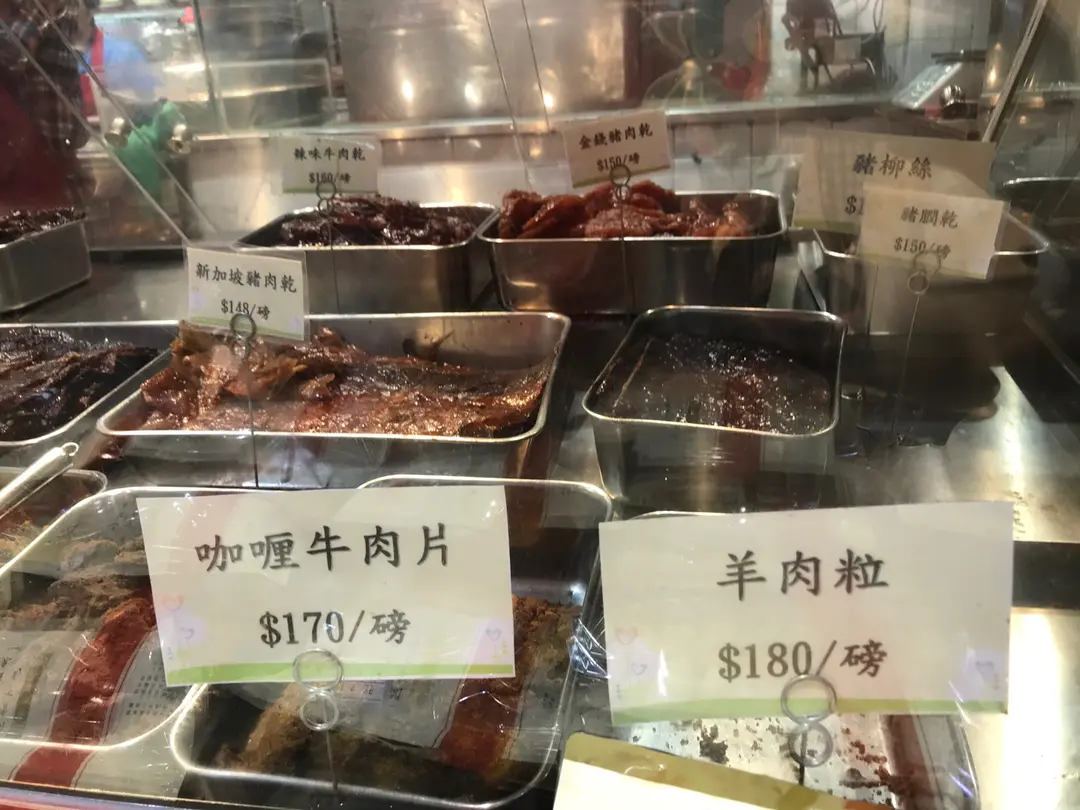 辣味牛肉乾
$160/磅
金錢豬肉乾
$150/磅
豬柳絲
豬膶乾
$150/磅
新加坡豬肉乾
$148/磅
咖喱牛肉片
$170/磅
羊肉粒
$180/磅